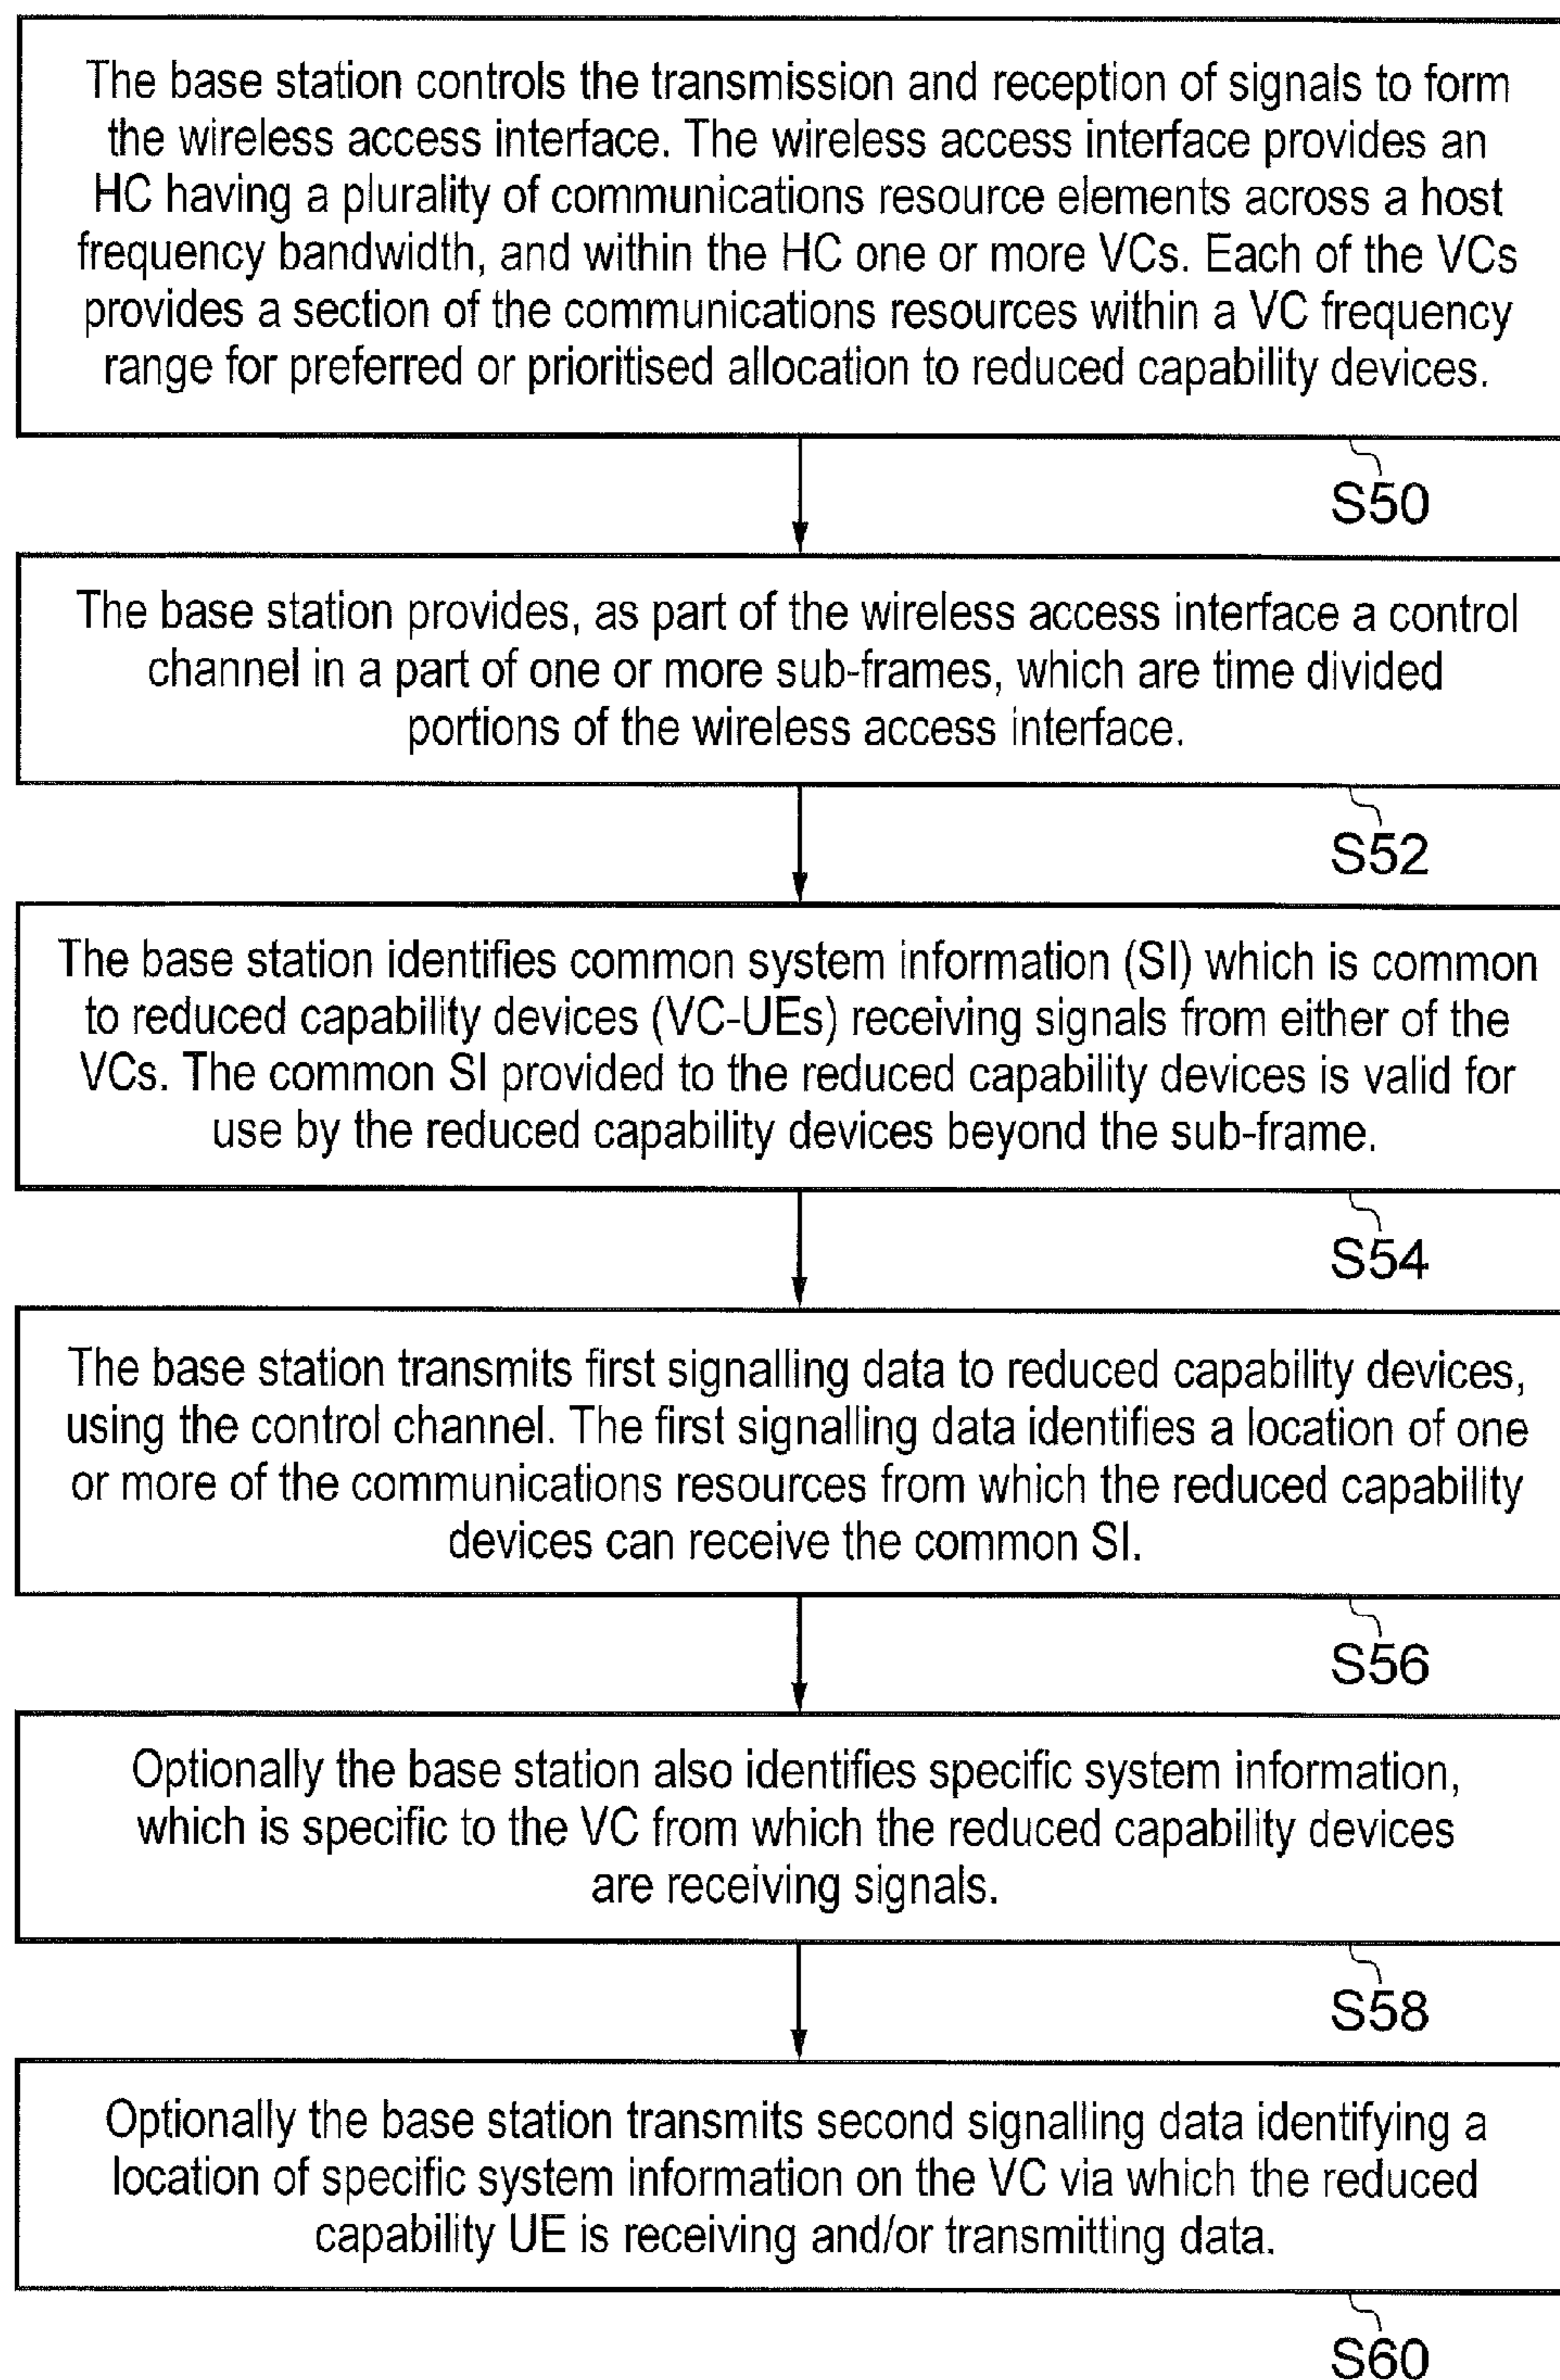 The base station controls the transmission and reception of signals to form
the wireless access interface. The wireless access interface provides an
HC having a plurality of communications resource elements across a host
frequency bandwidth, and within the HC one or more VCs. Each of the VCs
provides a section of the communications resources within a VC frequency
range for preferred or prioritised allocation to reduced capability devices.
S50
The base station provides, as part of the wireless access interface a control
channel in a part of one or more sub-frames, which are time divided
portions of the wireless access interface.
S52
The base station identifies common system information (SI) which is common
to reduced capability devices (VC-UEs) receiving signals from either of the
VCs. The common SI provided to the reduced capability devices is valid for
use by the reduced capability devices beyond the sub-frame.
S54
The base station transmits first signalling data to reduced capability devices,
using the control channel. The first signalling data identifies a location of one
or more of the communications resources from which the reduced capability
devices can receive the common SI.
S56
Optionally the base station also identifies specific system information,
which is specific to the VC from which the reduced capability devices
are receiving signals.
S58
Optionally the base station transmits second signalling data identifying a
location of specific system information on the VC via which the reduced
capability UE is receiving and/or transmitting data.
S60